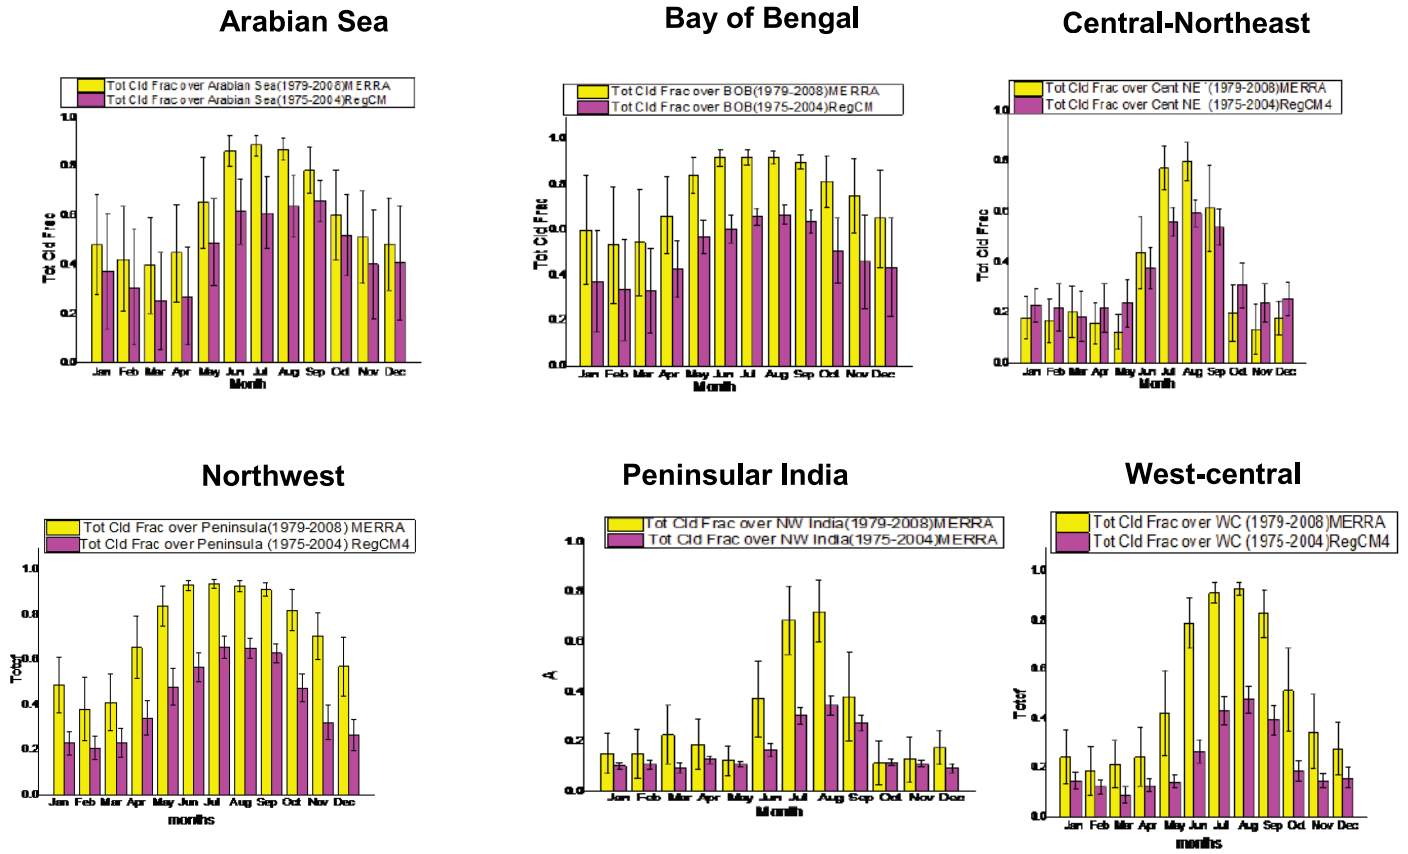 Arabian Sea
Tot Cld Frac over Arabian Sea(1979-2008)MERRA
Tot Cld Frac over Arabian Sea(1975-2004)RegCM
Tot Cld Frac
1.0
0.8
0.6
0.4
0.2
0.0
Jan Feb Mar Apr May Jun Jul Aug Sep Oct Nov Dec
Month
Bay of Bengal
Tot Cld Frac over BOB(1979-2008)MERRA
Tot Cld Frac over BOB(1975-2004)RegCM
Tot Cld Frac
1.0
0.8
0.6
0.4
0.2
0.0
Jan Feb Mar Apr May Jun Jul Aug Sep Oct Nov Dec
Month
Central-Northeast
Tot Cld Frac over Cent NE (1979-2008)MERRA
Tot Cld Frac over Cent NE (1975-2004)RegCM4
Tot Cld Frac
1.0
0.8
0.6
0.4
0.2
0.0
Jan Feb Mar Apr May Jun Jul Aug Sep Oct Nov Dec
Month
Northwest
Tot Cld Frac over Peninsula(1979-2008) MERRA
Tot Cld Frac over Peninsula (1975-2004) RegCM4
Totcf
1.0
0.8
0.6
0.4
0.2
0.0
Jan Feb Mar Apr May Jun Jul Aug Sep Oct Nov Dec
months
Peninsular India
Tot Cld Frac over NW India(1979-2008)MERRA
Tot Cld Frac over NW India(1975-2004)MERRA
A
1.0
0.8
0.6
0.4
0.2
0.0
Jan Feb Mar Apr May Jun Jul Aug Sep Oct Nov Dec
Month
West-central
Tot Cld Frac over WC (1979-2008)MERRA
Tot Cld Frac over WC (1975-2004)RegCM4
Totcf
1.0
0.8
0.6
0.4
0.2
0.0
Jan Feb Mar Apr May Jun Jul Aug Sep Oct Nov Dec
months